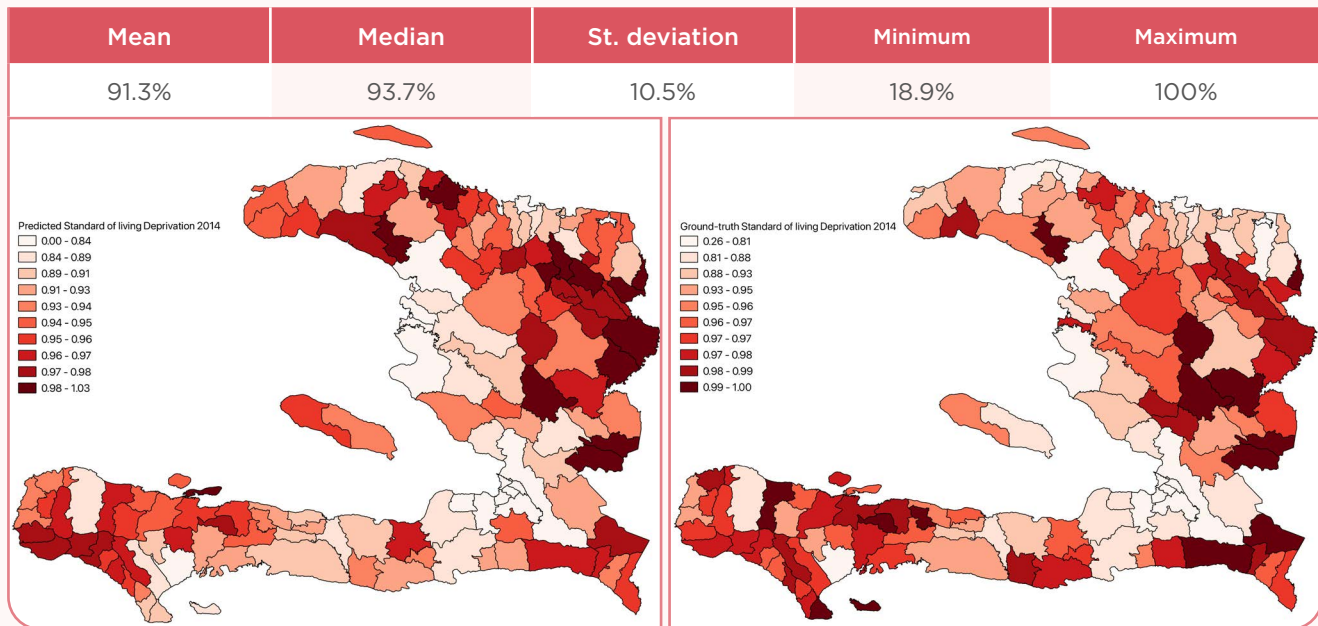 Mean Median St. deviation Minimum Maximum
91.3% 93.7% 10.5% 18.9% 100%
Predicted Standard of living Deprivation 2014
0.00 - 0.84
0.84 - 0.89
0.89 - 0.91
0.91 - 0.93
0.93 - 0.94
0.94 - 0.95
0.95 - 0.96
0.96 - 0.97
0.97 - 0.98
0.98 - 1.03
Ground-truth Standard of living Deprivation 2014
0.26 - 0.81
0.81 - 0.88
0.88 - 0.93
0.93 - 0.95
0.95 - 0.96
0.96 - 0.97
0.97 - 0.97
0.97 - 0.98
0.98 - 0.99
0.99 - 1.00